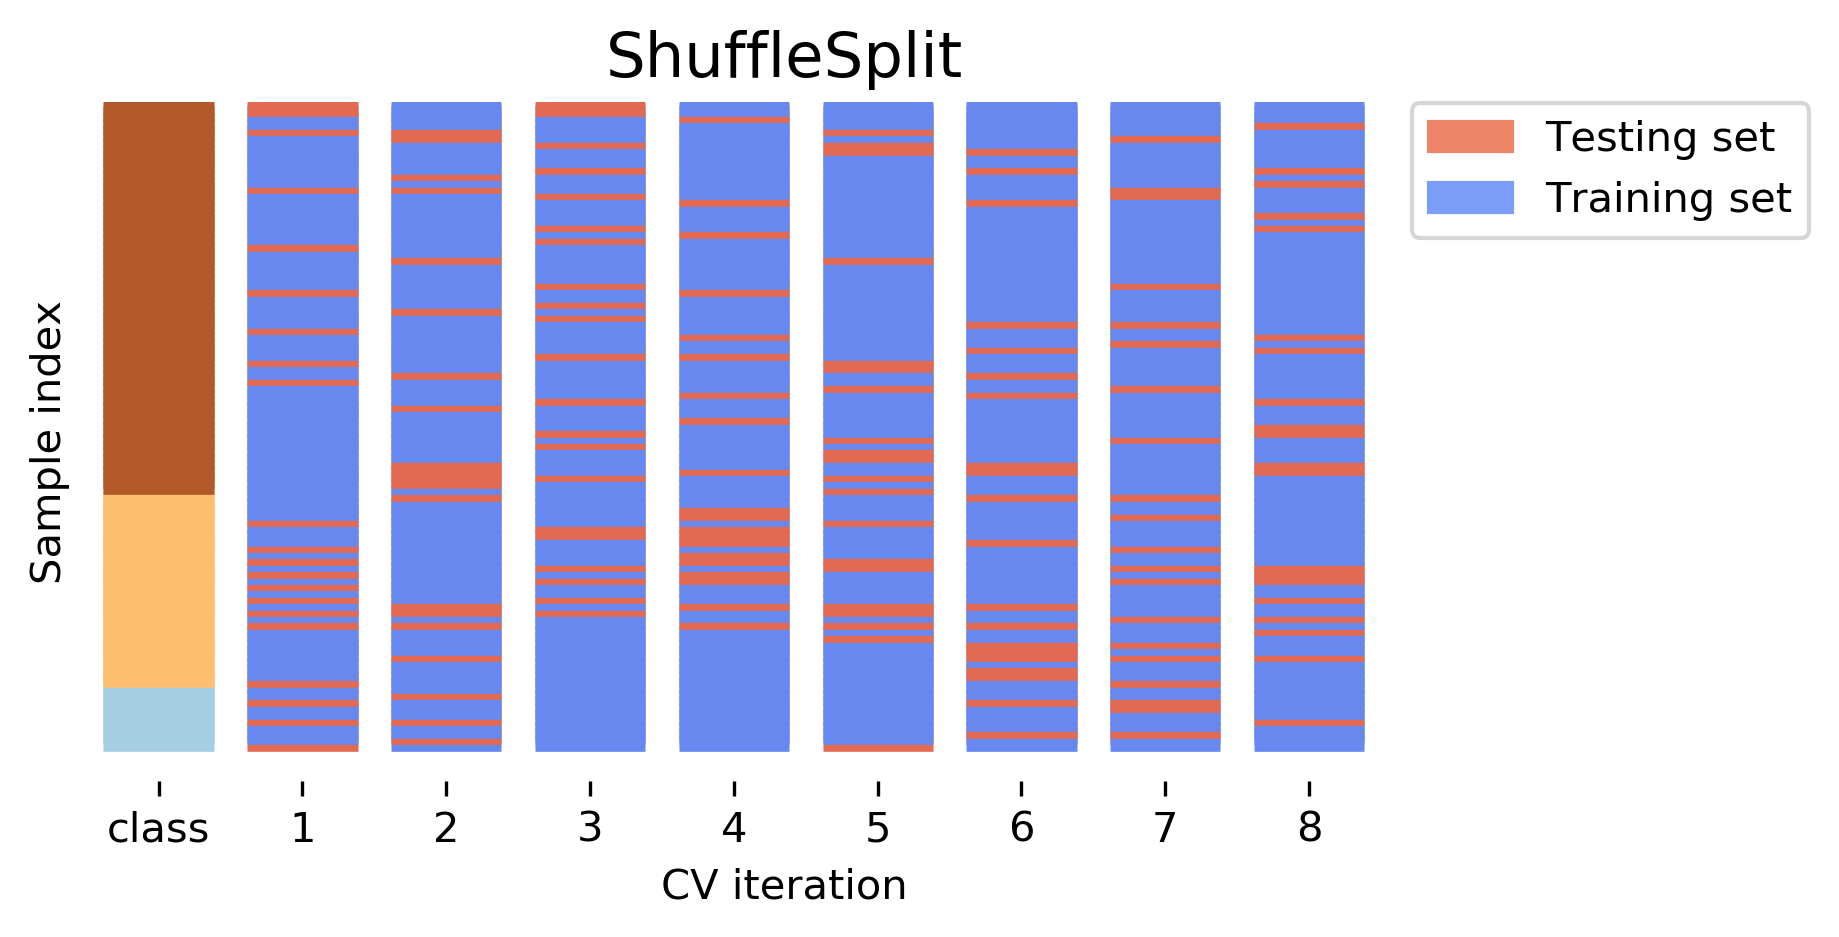 ShuffleSplit
Testing set
Training set
Sample index
class 1 2 3 4 5 6 7 8
CV iteration